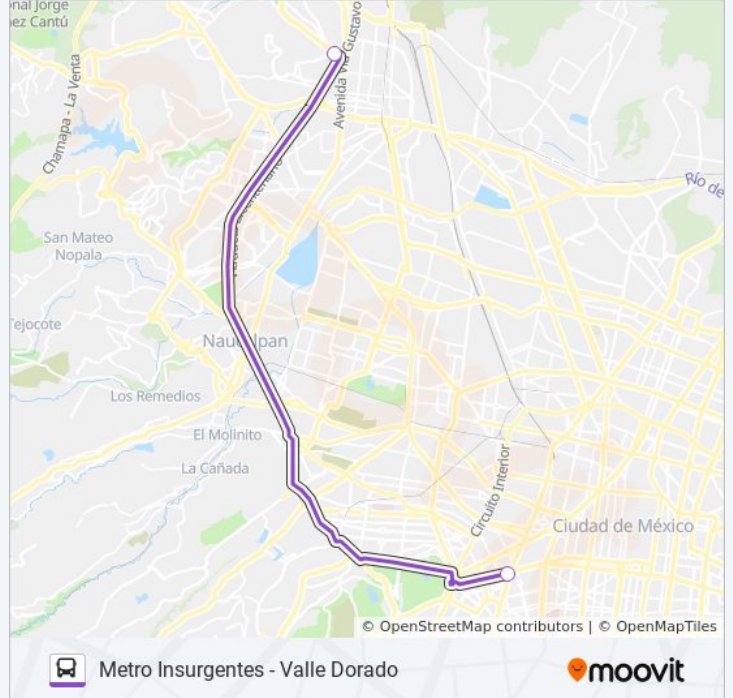 onal Jorge
ez Cantú
Chamapa - La Venta
Avenida Vía Gustavo
Río de
San Mateo
Nopala
Tejocote
Naucalpan
Los Remedios
El Molinito
La Cañada
Circuito Interior
Ciudad de México
© OpenStreetMap contributors | © OpenMapTiles
Metro Insurgentes - Valle Dorado
moovit